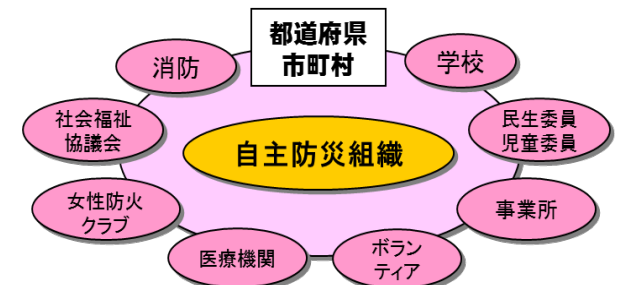 都道府県
市町村
消防
学校
社会福祉
協議会
民生委員
児童委員
自主防災組織
女性防火
クラブ
事業所
医療機関
ボラン
ティア